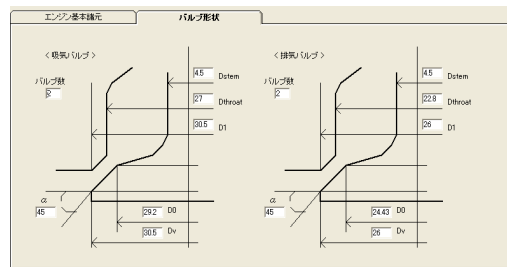 エンジン基本諸元
バルブ形状
＜吸気バルブ＞
バルブ数
2
4.5 Dstem
27 Dthroat
30.5 D1
α
45
29.2 D0
30.5 Dv
＜排気バルブ＞
バルブ数
2
4.5 Dstem
22.8 Dthroat
26 D1
α
45
24.43 D0
26 Dv